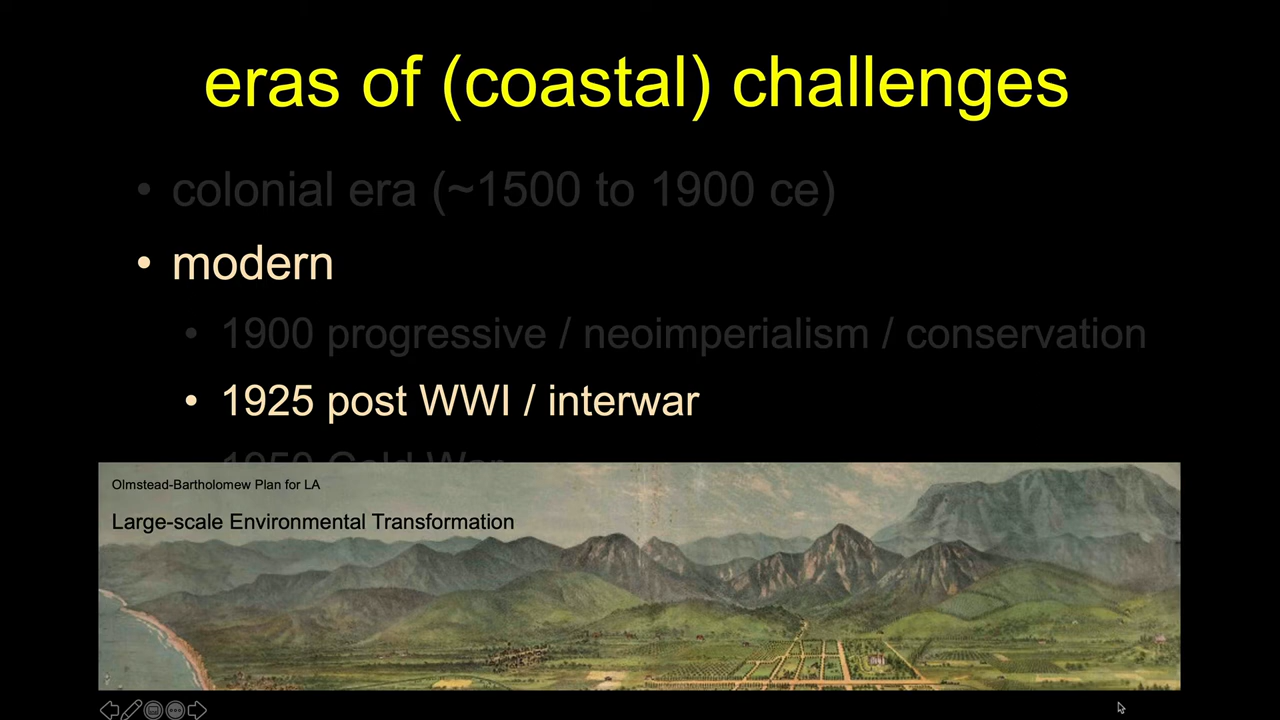 eras of (coastal) challenges
• colonial era (~1500 to 1900 ce)
• modern
• 1900 progressive / neoimperialism / conservation
• 1925 post WWI / interwar
1950 Cold War
Olmstead-Bartholomew Plan for LA
Large-scale Environmental Transformation